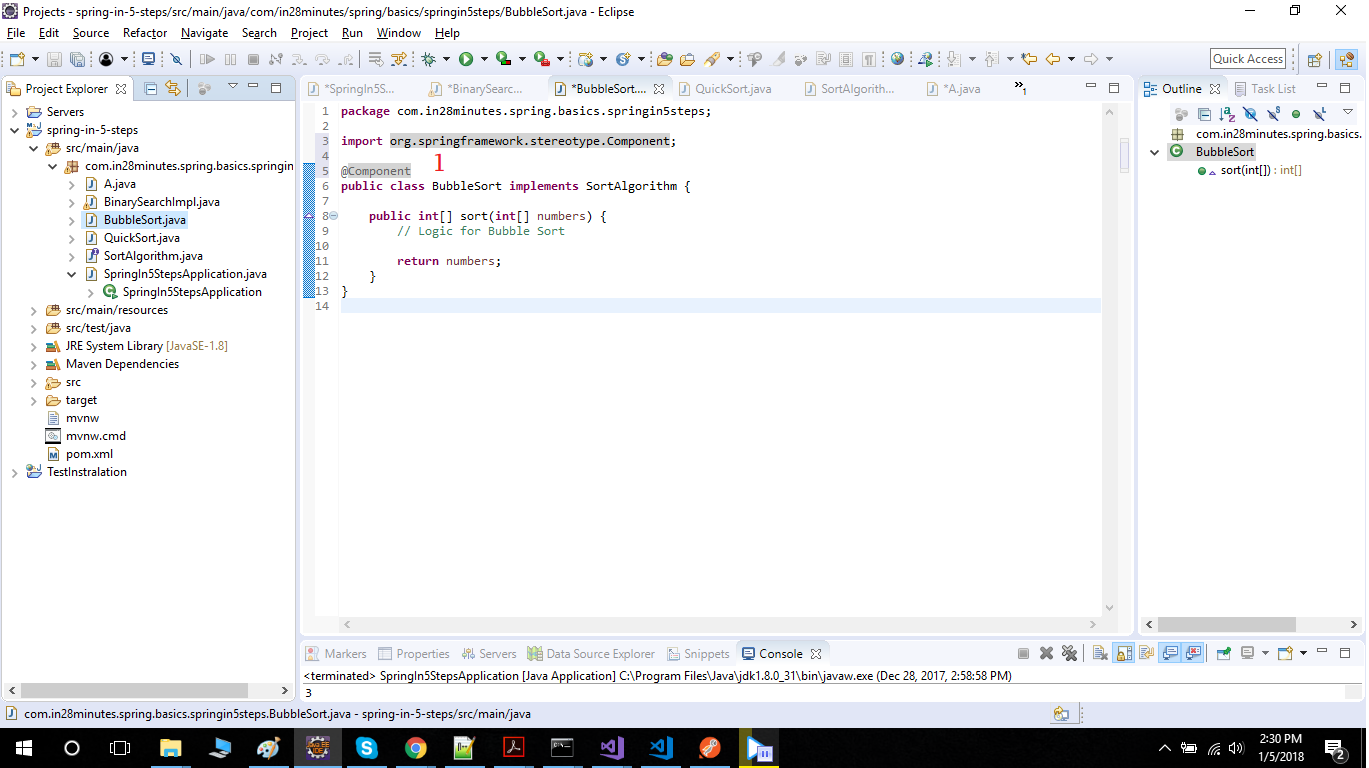 Projects - spring-in-5-steps/src/main/java/com/in28minutes/spring/basics/springin5steps/BubbleSort.java - Eclipse
File Edit Source Refactor Navigate Search Project Run Window Help
Quick Access
Project Explorer
Servers
spring-in-5-steps
src/main/java
com.in28minutes.spring.basics.springin
A.java
BinarySearchImpl.java
BubbleSort.java
QuickSort.java
SortAlgorithm.java
SpringIn5StepsApplication.java
SpringIn5StepsApplication
src/main/resources
src/test/java
JRE System Library [JavaSE-1.8]
Maven Dependencies
src
target
mvnw
mvnw.cmd
pom.xml
TestInstralation
*SpringIn5S... *BinarySearc... *BubbleSort.... QuickSort.java SortAlgorith... *A.java »1
1 package com.in28minutes.spring.basics.springin5steps;
2
3 import org.springframework.stereotype.Component;
4
1
5 @Component
6 public class BubbleSort implements SortAlgorithm {
7
8 public int[] sort(int[] numbers) {
9 // Logic for Bubble Sort
10
11 return numbers;
12 }
13 }
14
Outline Task List
com.in28minutes.spring.basics.
BubbleSort
sort(int[]) : int[]
Markers Properties Servers Data Source Explorer Snippets Console
<terminated> SpringIn5StepsApplication [Java Application] C:\Program Files\Java\jdk1.8.0_31\bin\javaw.exe (Dec 28, 2017, 2:58:58 PM)
3
com.in28minutes.spring.basics.springin5steps.BubbleSort.java - spring-in-5-steps/src/main/java
2:30 PM
1/5/2018
2